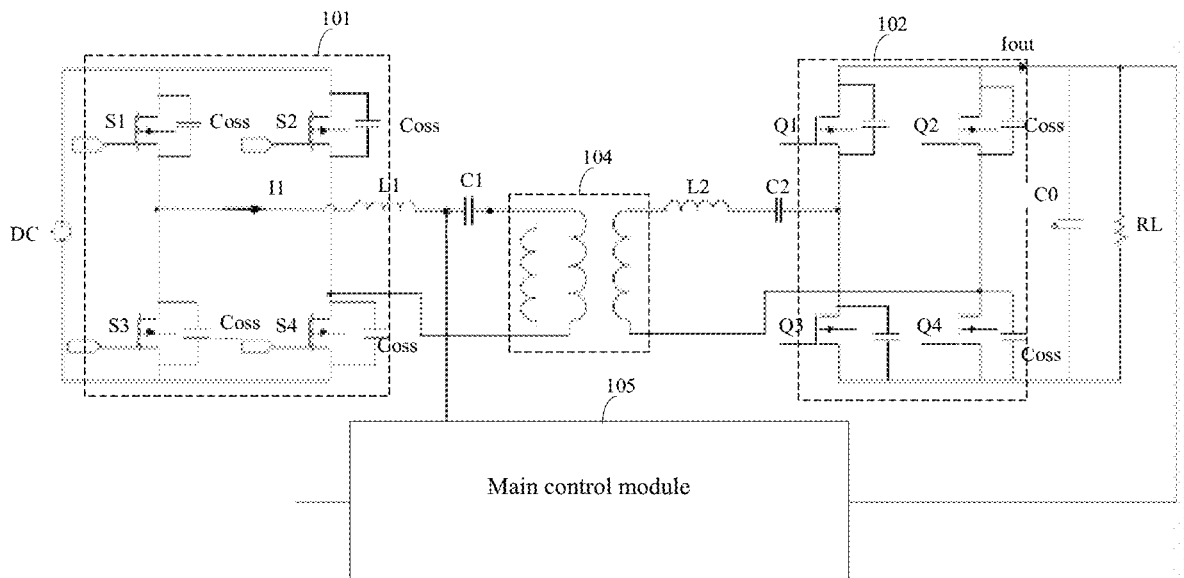 101
102
Iout
S1
Coss
S2
Coss
Q1
Q2
Coss
104
I1
L1
C1
L2
C2
C0
DC
RL
S3
Coss
S4
Coss
Q3
Q4
Coss
105
Main control module